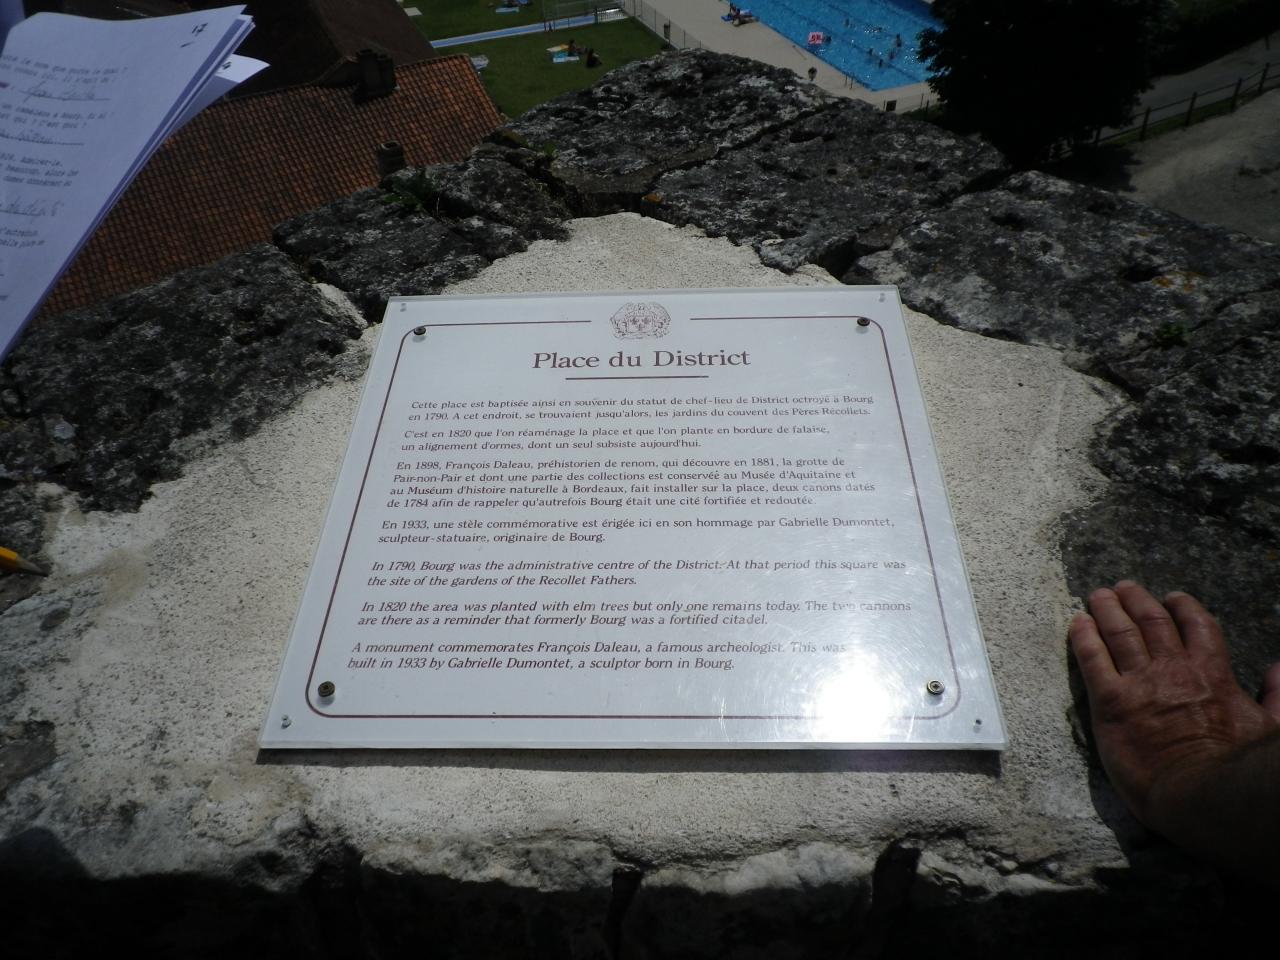 17
Place du District
Cette place est baptisée ainsi en souvenir du statut de chef-lieu de District octroyé à Bourg
en 1790. A cet endroit, se trouvaient jusqu'alors, les jardins du couvent des Pères Récollets.
C'est en 1820 que l'on réaménage la place et que l'on plante en bordure de falaise,
un alignement d'ormes, dont un seul subsiste aujourd'hui.
En 1898, François Daleau, préhistorien de renom, qui découvre en 1881, la grotte de
Pair-non-Pair et dont une partie des collections est conservée au Musée d'Aquitaine et
au Muséum d'histoire naturelle à Bordeaux, fait installer sur la place, deux canons datés
de 1784 afin de rappeler qu'autrefois Bourg était une cité fortifiée et redoutée.
En 1933, une stèle commémorative est érigée ici en son hommage par Gabrielle Dumontet,
sculpteur-statuaire, originaire de Bourg.
In 1790, Bourg was the administrative centre of the District. At that period this square was
the site of the gardens of the Recollet Fathers.
In 1820 the area was planted with elm trees but only one remains today. The two cannons
are there as a reminder that formerly Bourg was a fortified citadel.
A monument commemorates François Daleau, a famous archeologist. This was
built in 1933 by Gabrielle Dumontet, a sculptor born in Bourg.